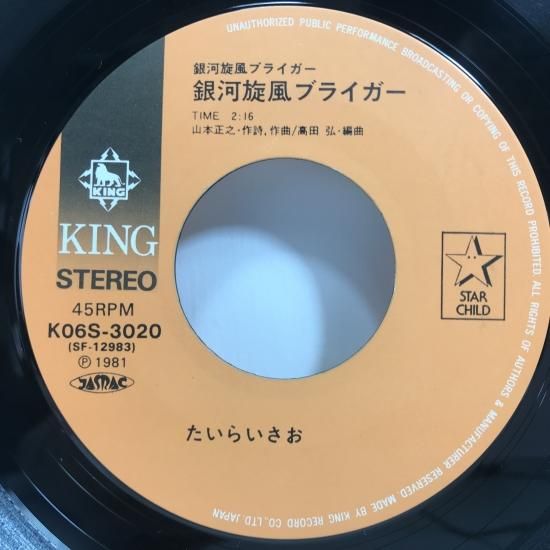 UNAUTHORIZED PUBLIC PERFORMANCE BROADCASTING OR COPYING OF THIS RECORD PROHIBITED. ALL RIGHTS OF AUTHORS & MANUFACTURER RESERVED MADE BY KING RECORD CO., LTD. JAPAN
銀河旋風ブライガー
銀河旋風ブライガー
TIME 2:16
山本正之・作詩,作曲/高田 弘・編曲
KING
KING
STEREO
45RPM
K06S-3020
(SF-12983)
Ⓟ 1981
JASRAC
STAR
CHILD
たいらいさお